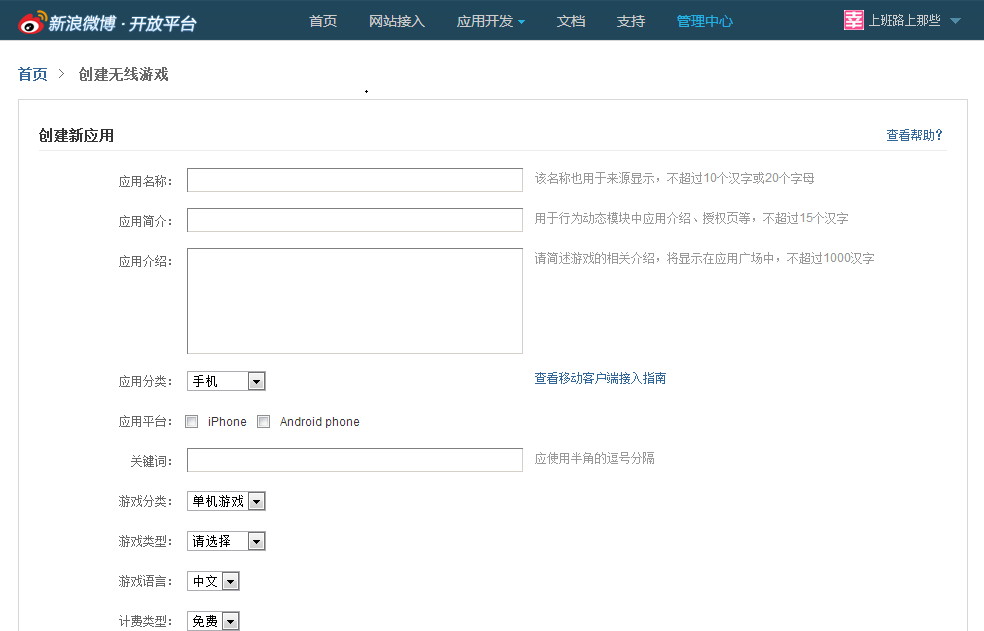 新浪微博 · 开放平台 首页 网站接入 应用开发 文档 支持 管理中心 上班路上那些
首页 > 创建无线游戏
创建新应用 查看帮助?
应用名称: 该名称也用于来源显示，不超过10个汉字或20个字母
应用简介: 用于行为动态模块中应用介绍、授权页等，不超过15个汉字
应用介绍: 请简述游戏的相关介绍，将显示在应用广场中，不超过1000汉字
应用分类: 手机 查看移动客户端接入指南
应用平台: iPhone Android phone
关键词: 应使用半角的逗号分隔
游戏分类: 单机游戏
游戏类型: 请选择
游戏语言: 中文
计费类型: 免费